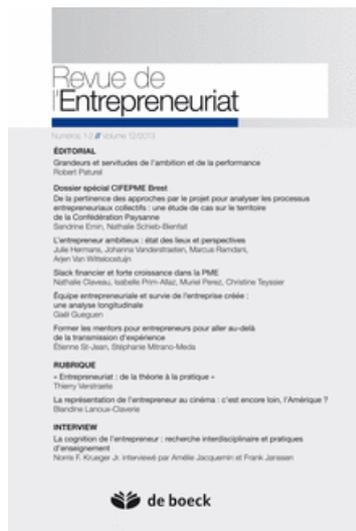 Revue de
l'Entrepreneuriat
Numéros 1-2 // Volume 12/2013
ÉDITORIAL
Grandeurs et servitudes de l'ambition et de la performance
Robert Paturel
Dossier spécial CIFEPME Brest
De la pertinence des approches par le projet pour analyser les processus
entrepreneuriaux collectifs : une étude de cas sur le territoire
de la Confédération Paysanne
Sandrine Emin, Nathalie Schieb-Bienfait
L'entrepreneur ambitieux : état des lieux et perspectives
Julie Hermans, Johanna Vanderstraeten, Marcus Ramdani,
Arjen Van Witteloostuijn
Slack financier et forte croissance dans la PME
Nathalie Claveau, Isabelle Prim-Allaz, Muriel Perez, Christine Teyssier
Équipe entrepreneuriale et survie de l'entreprise créée :
une analyse longitudinale
Gaël Gueguen
Former les mentors pour entrepreneurs pour aller au-delà
de la transmission d'expérience
Étienne St-Jean, Stéphanie Mitrano-Meda
RUBRIQUE
« Entrepreneuriat : de la théorie à la pratique »
Thierry Verstraete
La représentation de l'entrepreneur au cinéma : c'est encore loin, l'Amérique ?
Blandine Lanoux-Claverie
INTERVIEW
La cognition de l'entrepreneur : recherche interdisciplinaire et pratiques
d'enseignement
Norris F. Krueger Jr. interviewé par Amélie Jacquemin et Frank Janssen
de boeck